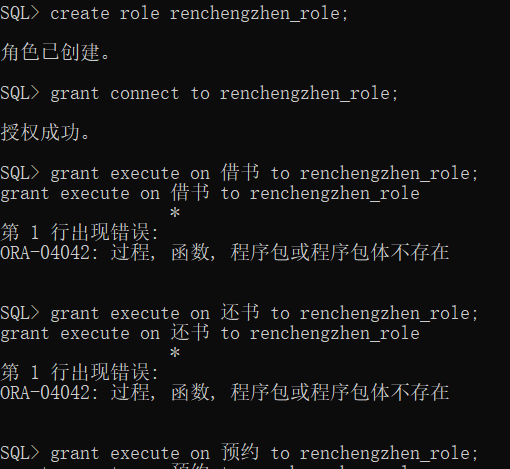 SQL> create role renchengzhen_role;
角色已创建。
SQL> grant connect to renchengzhen_role;
授权成功。
SQL> grant execute on 借书 to renchengzhen_role;
grant execute on 借书 to renchengzhen_role
*
第 1 行出现错误:
ORA-04042: 过程, 函数, 程序包或程序包体不存在
SQL> grant execute on 还书 to renchengzhen_role;
grant execute on 还书 to renchengzhen_role
*
第 1 行出现错误:
ORA-04042: 过程, 函数, 程序包或程序包体不存在
SQL> grant execute on 预约 to renchengzhen_role;